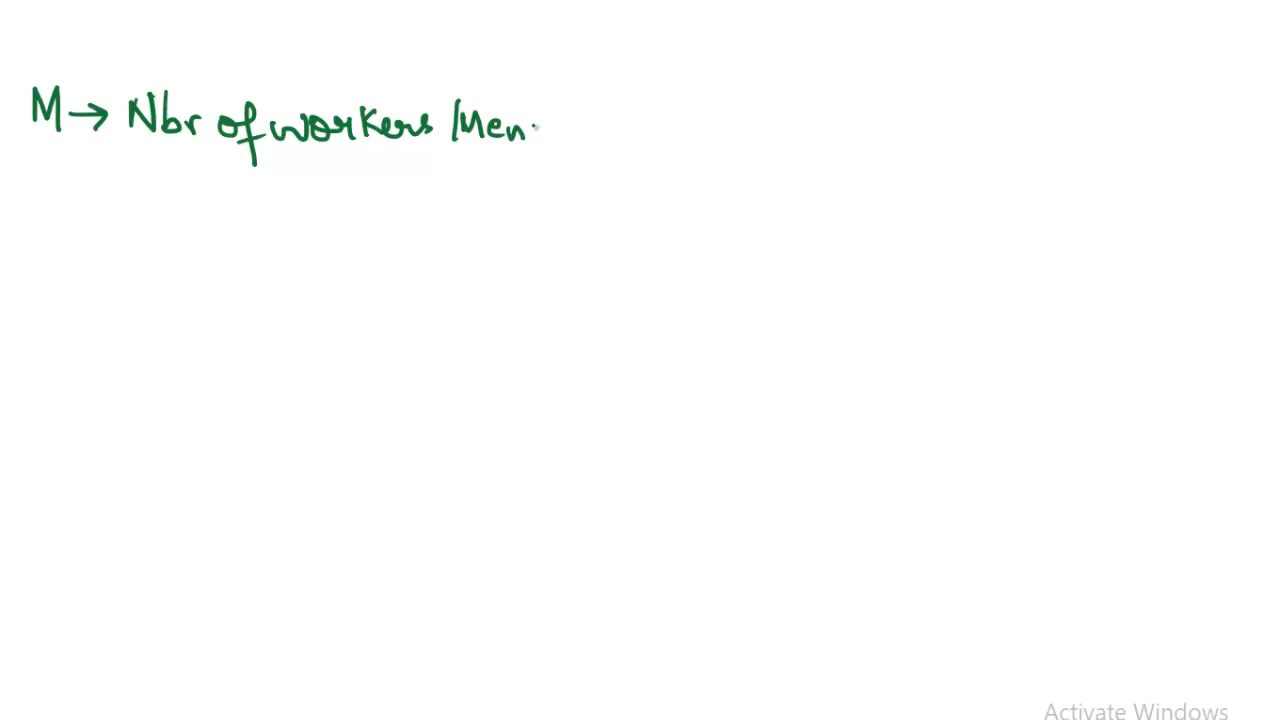 M → Nbr of workers /Men.
Activate Windows